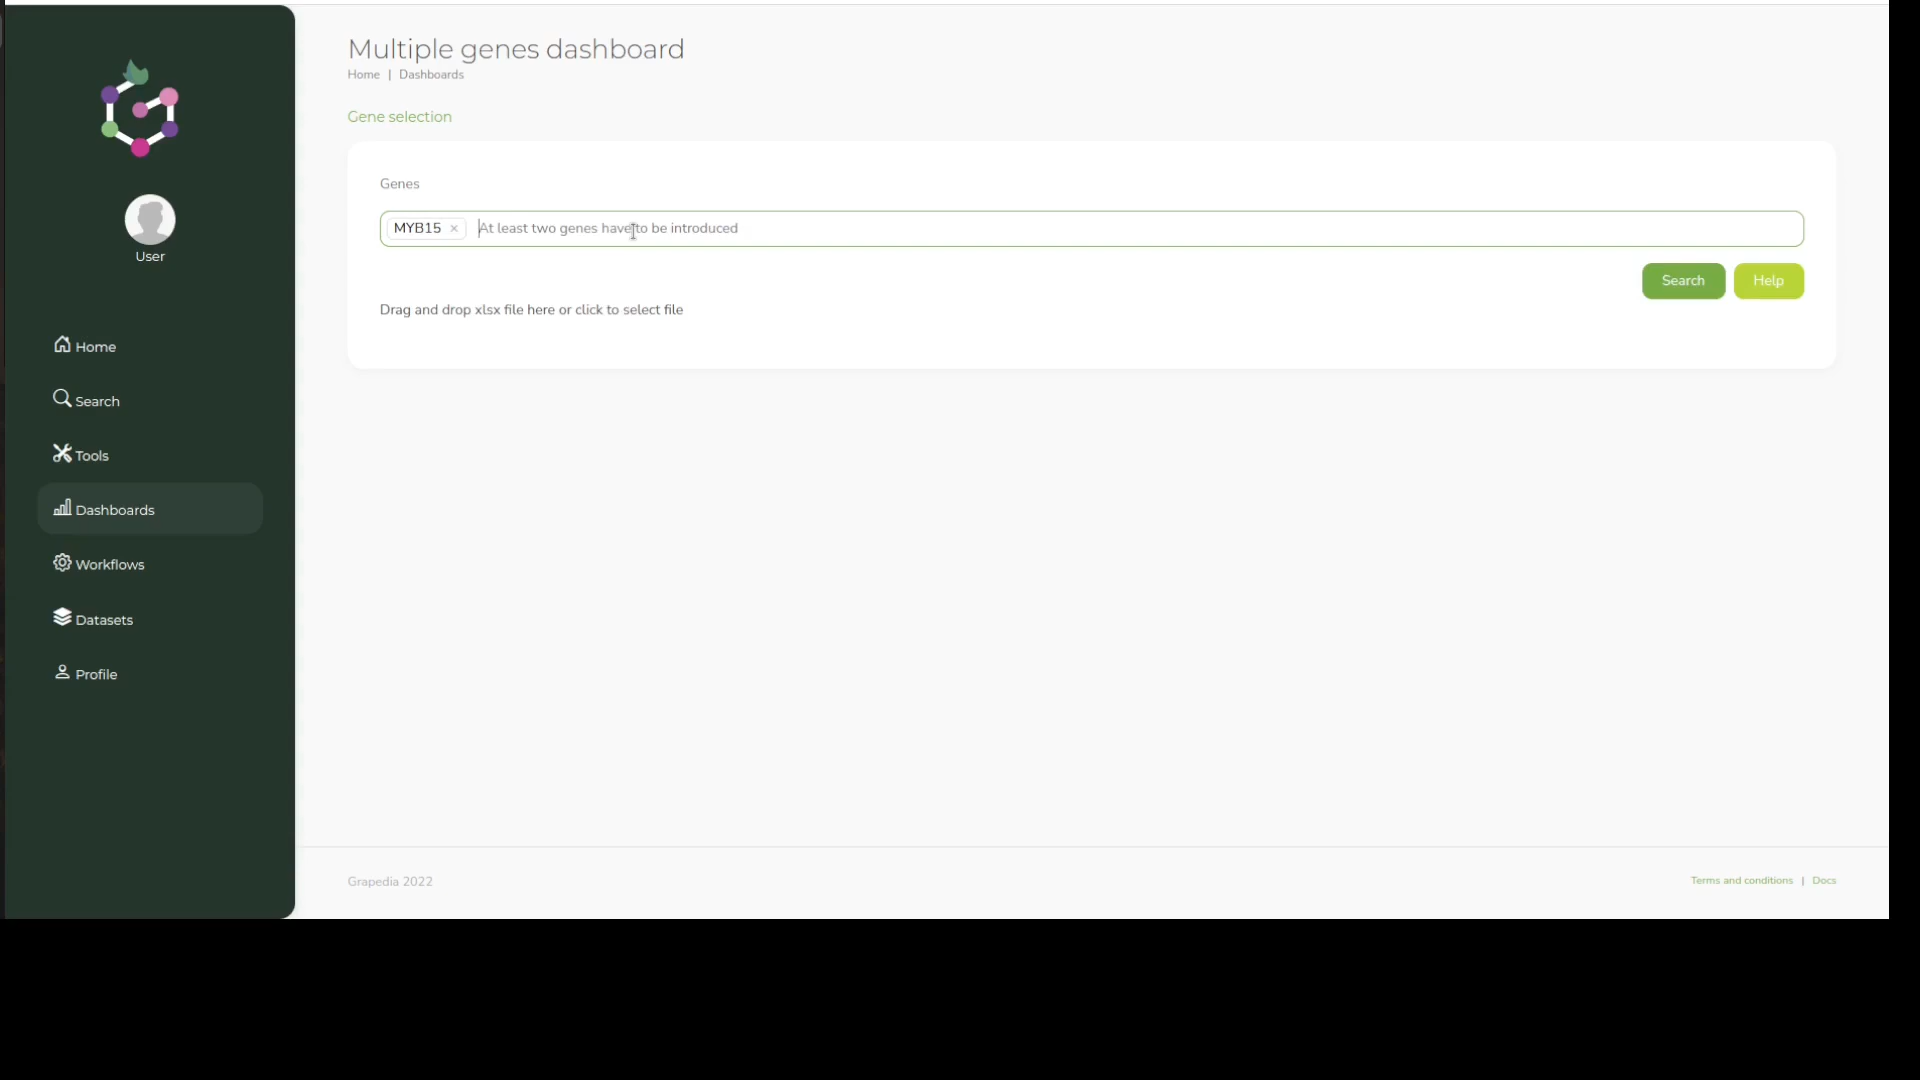 Multiple genes dashboard
Home | Dashboards
Gene selection
Genes
MYB15 × At least two genes have to be introduced
Search Help
Drag and drop xlsx file here or click to select file
User
Home
Search
Tools
Dashboards
Workflows
Datasets
Profile
Grapedia 2022
Terms and conditions | Docs